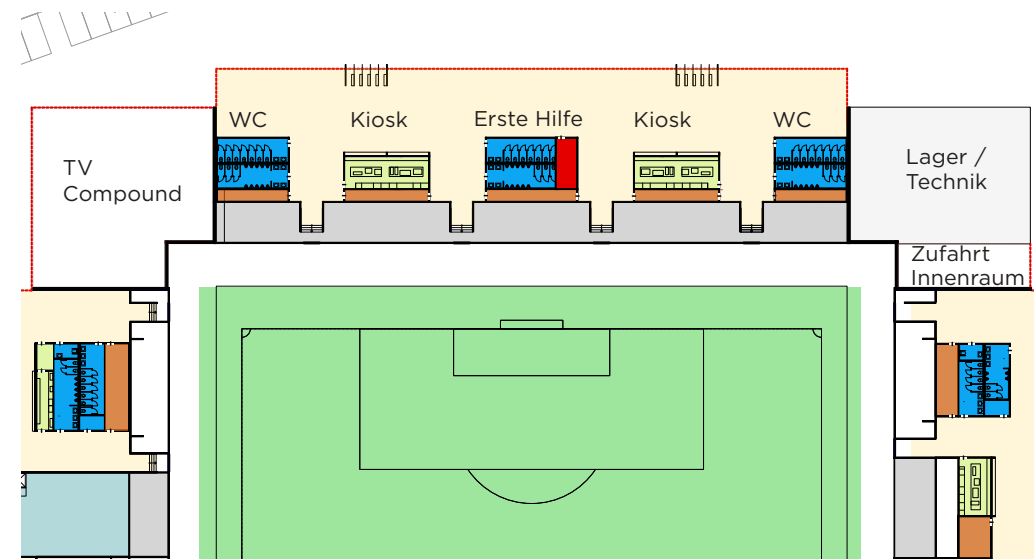 WC
Kiosk
Erste Hilfe
Kiosk
WC
TV
Compound
Lager /
Technik
Zufahrt
Innenraum